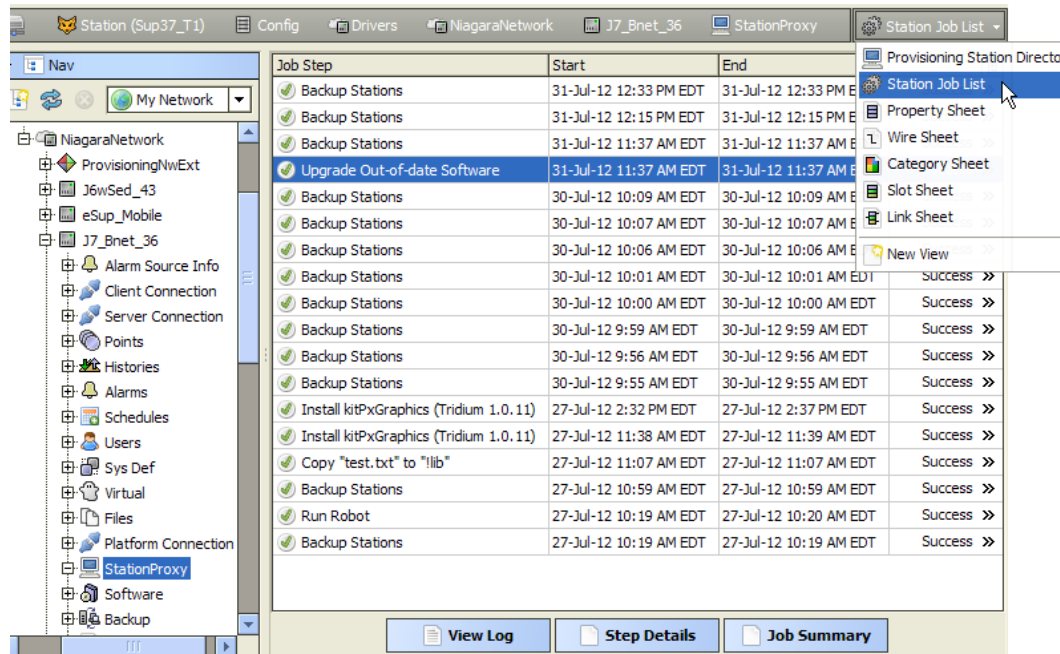 Station (Sup37_T1) Config Drivers NiagaraNetwork J7_Bnet_36 StationProxy Station Job List
Nav
My Network
NiagaraNetwork
ProvisioningNwExt
J6wSed_43
eSup_Mobile
J7_Bnet_36
Alarm Source Info
Client Connection
Server Connection
Points
Histories
Alarms
Schedules
Users
Sys Def
Virtual
Files
Platform Connection
StationProxy
Software
Backup
Job Step Start End
Backup Stations 31-Jul-12 12:33 PM EDT 31-Jul-12 12:33 PM E
Backup Stations 31-Jul-12 12:15 PM EDT 31-Jul-12 12:15 PM E
Backup Stations 31-Jul-12 11:37 AM EDT 31-Jul-12 11:37 AM E
Upgrade Out-of-date Software 31-Jul-12 11:37 AM EDT 31-Jul-12 11:37 AM E
Backup Stations 30-Jul-12 10:09 AM EDT 30-Jul-12 10:09 AM E
Backup Stations 30-Jul-12 10:07 AM EDT 30-Jul-12 10:07 AM E
Backup Stations 30-Jul-12 10:06 AM EDT 30-Jul-12 10:06 AM E
Backup Stations 30-Jul-12 10:01 AM EDT 30-Jul-12 10:01 AM EDT Success »
Backup Stations 30-Jul-12 10:00 AM EDT 30-Jul-12 10:00 AM EDT Success »
Backup Stations 30-Jul-12 9:59 AM EDT 30-Jul-12 9:59 AM EDT Success »
Backup Stations 30-Jul-12 9:56 AM EDT 30-Jul-12 9:56 AM EDT Success »
Backup Stations 30-Jul-12 9:55 AM EDT 30-Jul-12 9:55 AM EDT Success »
Install kitPxGraphics (Tridium 1.0.11) 27-Jul-12 2:32 PM EDT 27-Jul-12 2:37 PM EDT Success »
Install kitPxGraphics (Tridium 1.0.11) 27-Jul-12 11:38 AM EDT 27-Jul-12 11:39 AM EDT Success »
Copy "test.txt" to "!lib" 27-Jul-12 11:07 AM EDT 27-Jul-12 11:07 AM EDT Success »
Backup Stations 27-Jul-12 10:59 AM EDT 27-Jul-12 10:59 AM EDT Success »
Run Robot 27-Jul-12 10:19 AM EDT 27-Jul-12 10:20 AM EDT Success »
Backup Stations 27-Jul-12 10:19 AM EDT 27-Jul-12 10:19 AM EDT Success »
Provisioning Station Directo
Station Job List
Property Sheet
Wire Sheet
Category Sheet
Slot Sheet
Link Sheet
New View
View Log Step Details Job Summary